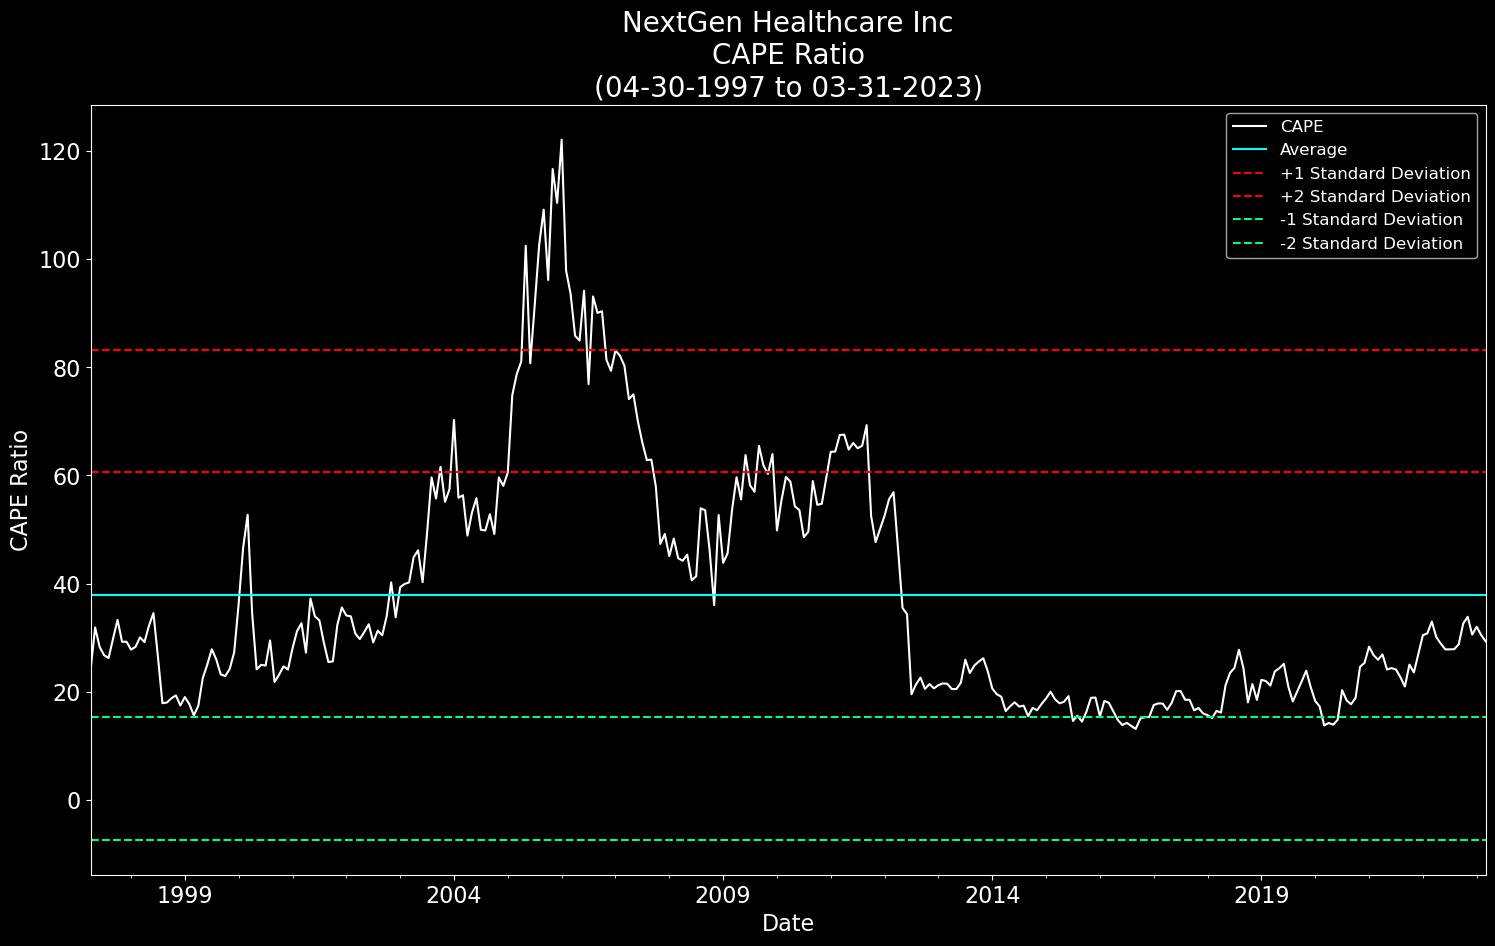 NextGen Healthcare Inc
CAPE Ratio
(04-30-1997 to 03-31-2023)
CAPE
Average
+1 Standard Deviation
+2 Standard Deviation
-1 Standard Deviation
-2 Standard Deviation
CAPE Ratio
120
100
80
60
40
20
0
1999
2004
2009
2014
2019
Date